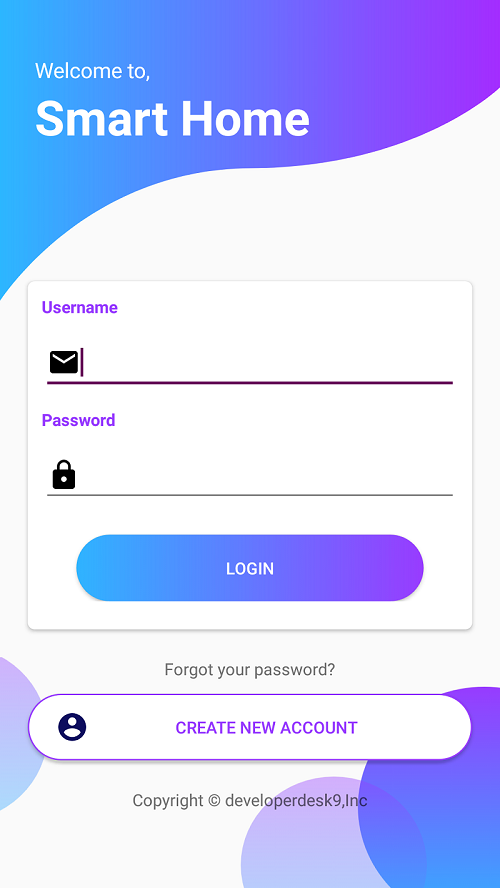 Welcome to,
Smart Home
Username
Password
LOGIN
Forgot your password?
CREATE NEW ACCOUNT
Copyright © developerdesk9,Inc